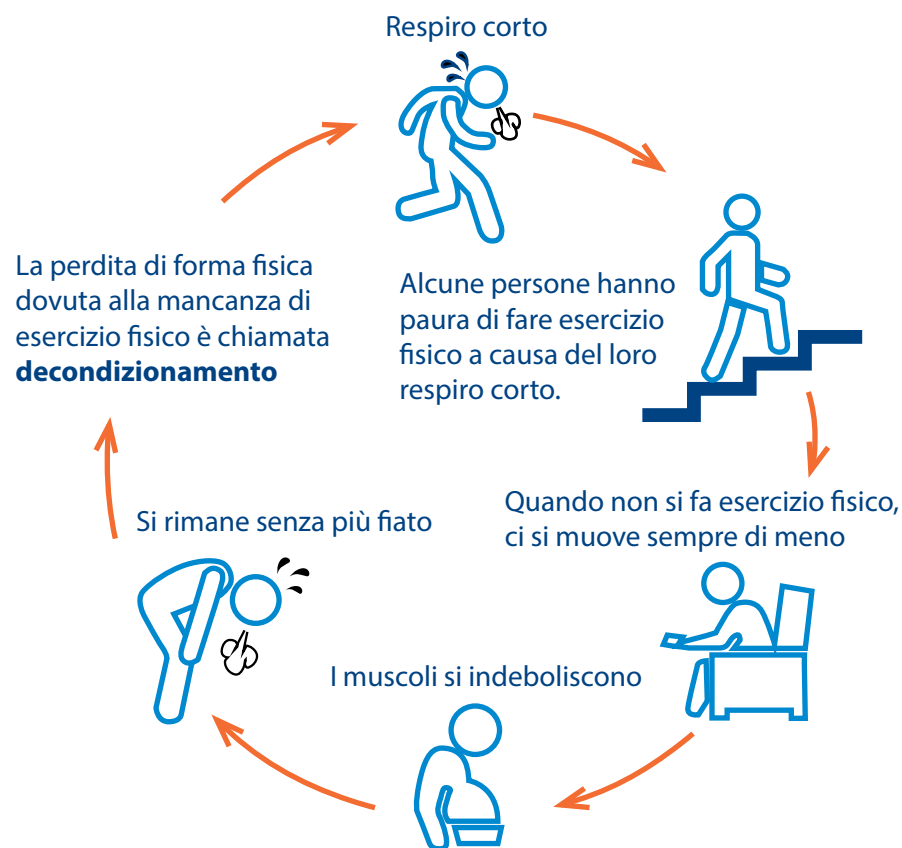 Respiro corto
Alcune persone hanno
paura di fare esercizio
fisico a causa del loro
respiro corto.
Quando non si fa esercizio fisico,
ci si muove sempre di meno
I muscoli si indeboliscono
Si rimane senza più fiato
La perdita di forma fisica
dovuta alla mancanza di
esercizio fisico è chiamata
decondizionamento